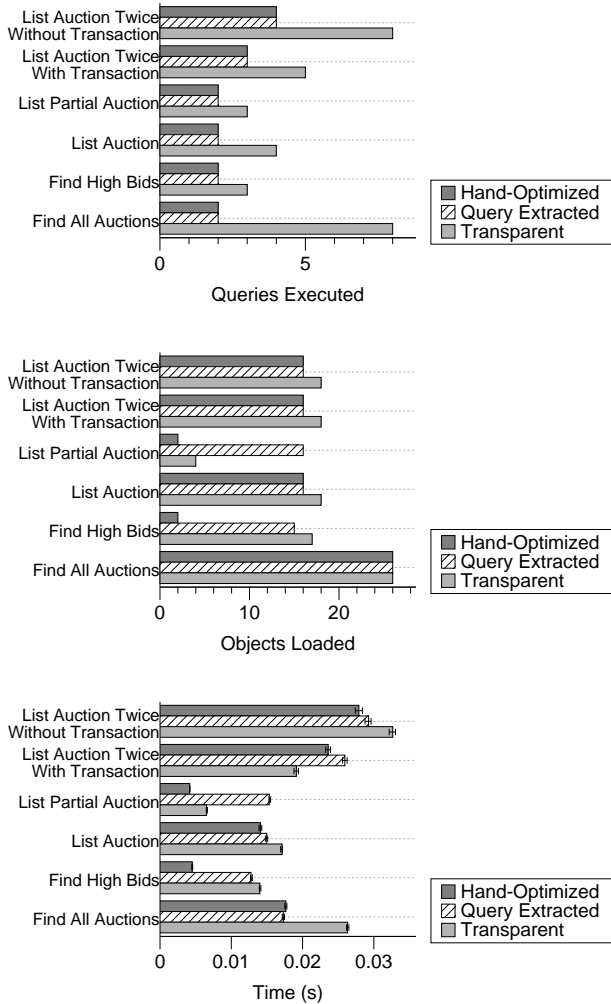 List Auction Twice
Without Transaction
List Auction Twice
With Transaction
List Partial Auction
List Auction
Find High Bids
Find All Auctions
Hand-Optimized
Query Extracted
Transparent
0 5
Queries Executed
List Auction Twice
Without Transaction
List Auction Twice
With Transaction
List Partial Auction
List Auction
Find High Bids
Find All Auctions
Hand-Optimized
Query Extracted
Transparent
0 10 20
Objects Loaded
List Auction Twice
Without Transaction
List Auction Twice
With Transaction
List Partial Auction
List Auction
Find High Bids
Find All Auctions
Hand-Optimized
Query Extracted
Transparent
0 0.01 0.02 0.03
Time (s)